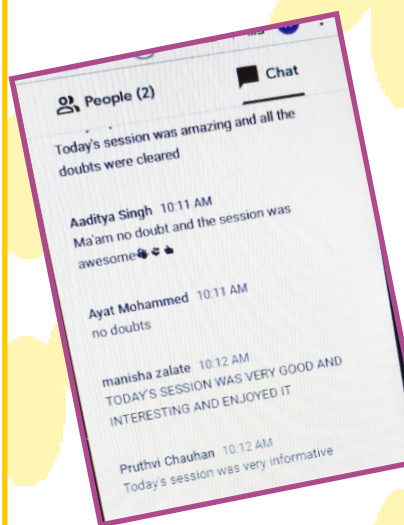 People (2)
Chat
Today's session was amazing and all the
doubts were cleared
Aaditya Singh 10:11 AM
Ma'am no doubt and the session was
awesome
Ayat Mohammed 10:11 AM
no doubts
manisha zalate 10:12 AM
TODAY'S SESSION WAS VERY GOOD AND
INTERESTING AND ENJOYED IT
Pruthvi Chauhan 10:12 AM
Today's session was very informative